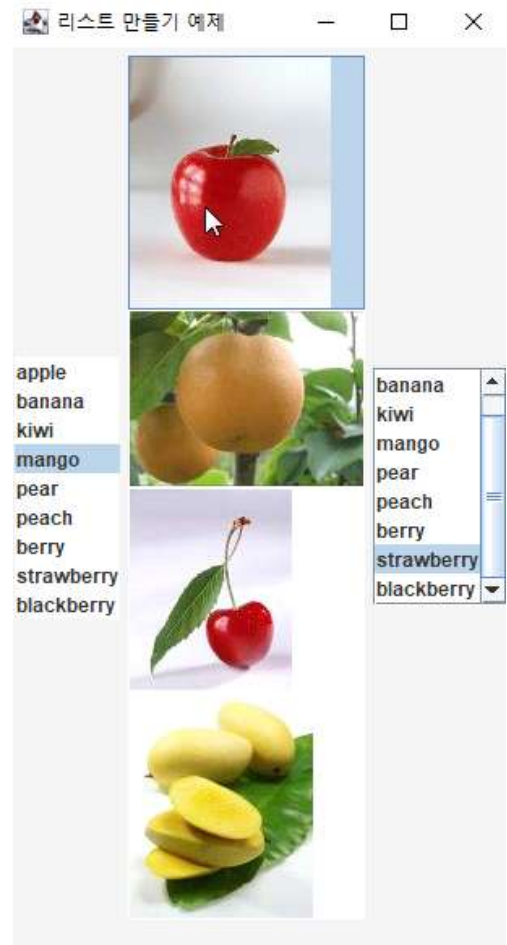 리스트 만들기 예제
apple
banana
kiwi
mango
pear
peach
berry
strawberry
blackberry
banana
kiwi
mango
pear
peach
berry
strawberry
blackberry